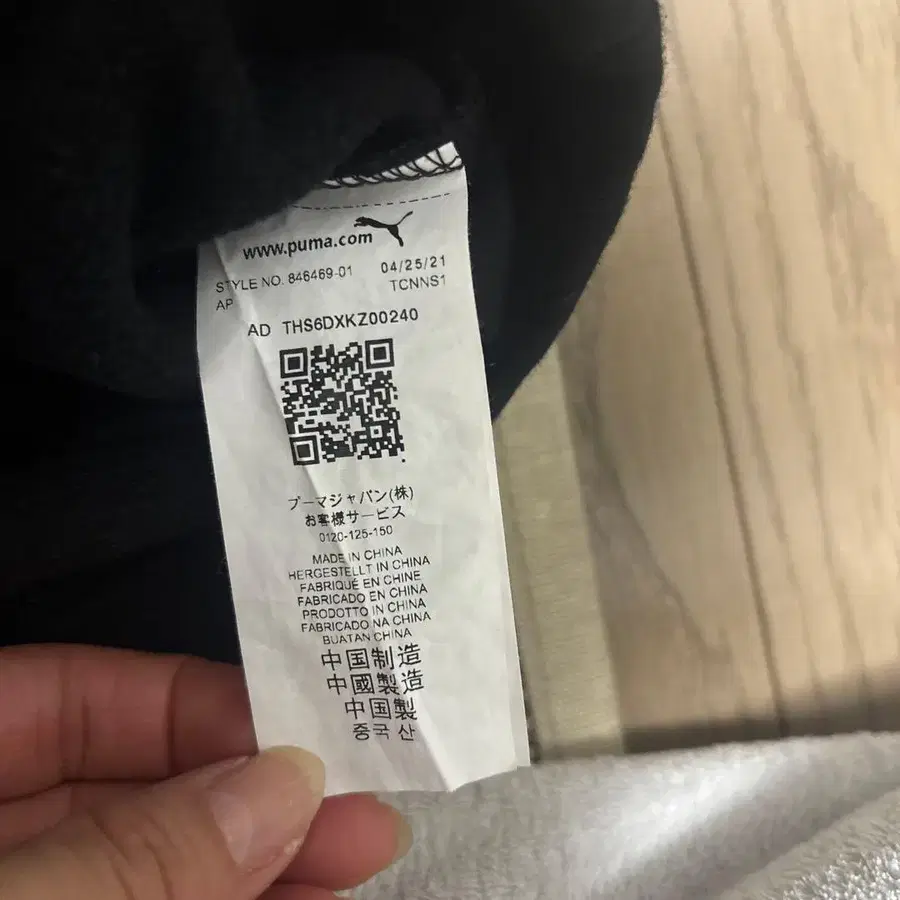 www.puma.com
STYLE NO. 846469-01 04/25/21
AP TCNNS1
AD THS6DXKZ00240
プーマジャパン(株)
お客様サービス
0120-125-150
MADE IN CHINA
HERGESTELLT IN CHINA
FABRIQUÉ EN CHINE
FABRICADO EN CHINA
PRODOTTO IN CHINA
FABRICADO NA CHINA
BUATAN CHINA
中国制造
中國製造
中国製
중국 산